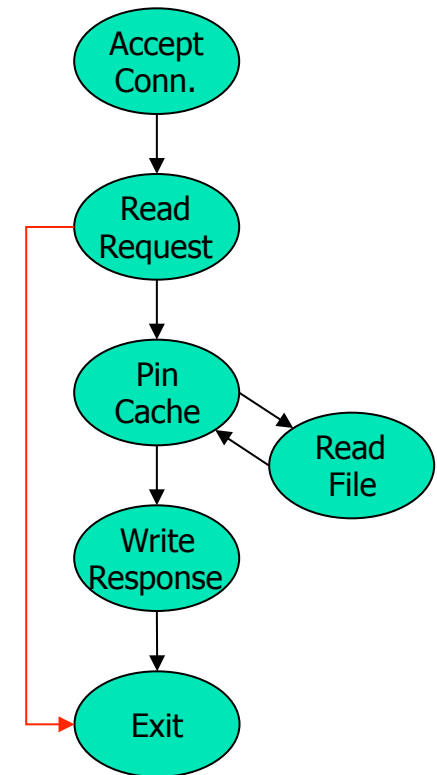 Accept
Conn.
Read
Request
Pin
Cache
Read
File
Write
Response
Exit